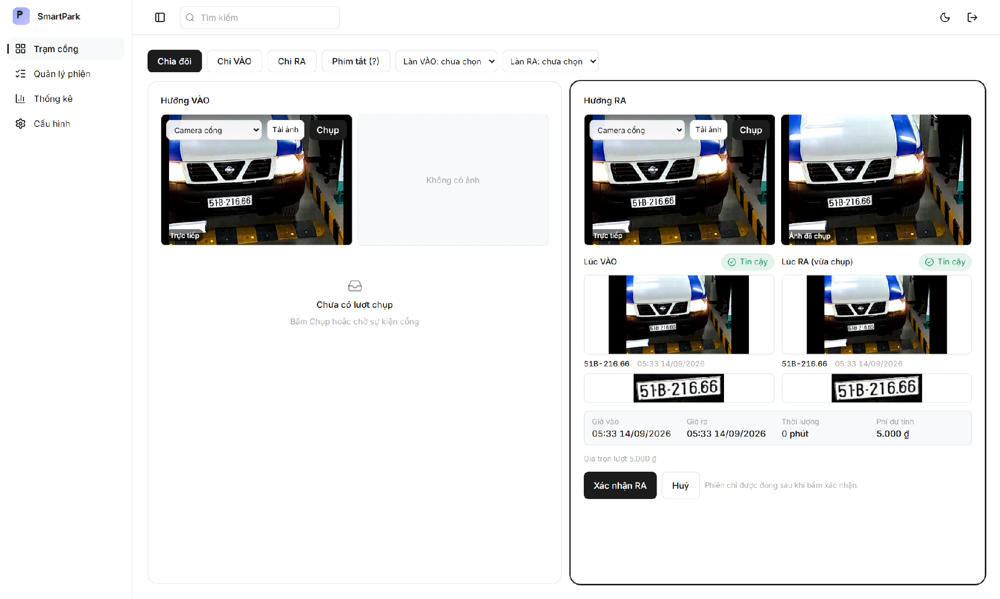 P SmartPark
Tìm kiếm
Trạm cổng
Quản lý phiên
Thống kê
Cấu hình
Chia đôi
Chỉ VÀO
Chỉ RA
Phím tắt (?)
Làn VÀO: chưa chọn
Làn RA: chưa chọn
Hướng VÀO
Camera cổng
Tải ảnh
Chụp
51B-216.66
Trực tiếp
Không có ảnh
Chưa có lượt chụp
Bấm Chụp hoặc chờ sự kiện cổng
Hướng RA
Camera cổng
Tải ảnh
Chụp
51B-216.66
Trực tiếp
51B-216.66
Ảnh đã chụp
Lúc VÀO
Tin cậy
Lúc RA (vừa chụp)
Tin cậy
51B-216.66
51B-216.66
51B-216.66 05:33 14/09/2026
51B-216.66 05:33 14/09/2026
51B-216.66
51B-216.66
Giờ vào
05:33 14/09/2026
Giờ ra
05:33 14/09/2026
Thời lượng
0 phút
Phí dự tính
5.000 ₫
Giá trọn lượt 5.000 ₫
Xác nhận RA
Huỷ
Phiên chỉ được đóng sau khi bấm xác nhận.